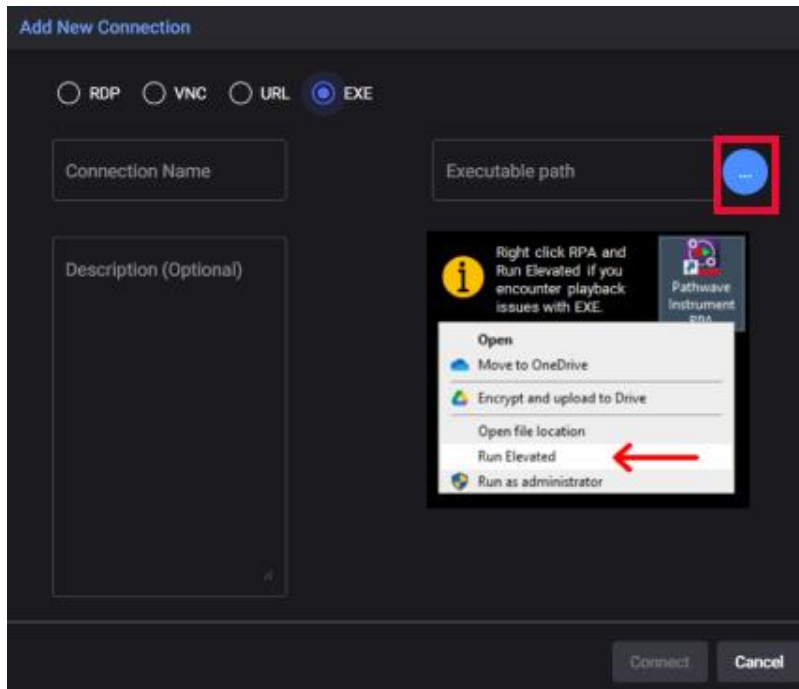 Add New Connection
RDP VNC URL EXE
Connection Name
Executable path
...
Description (Optional)
Right click RPA and
Run Elevated if you
encounter playback
issues with EXE.
Pathwave
Instrument
RPA
Open
Move to OneDrive
Encrypt and upload to Drive
Open file location
Run Elevated
Run as administrator
Connect
Cancel